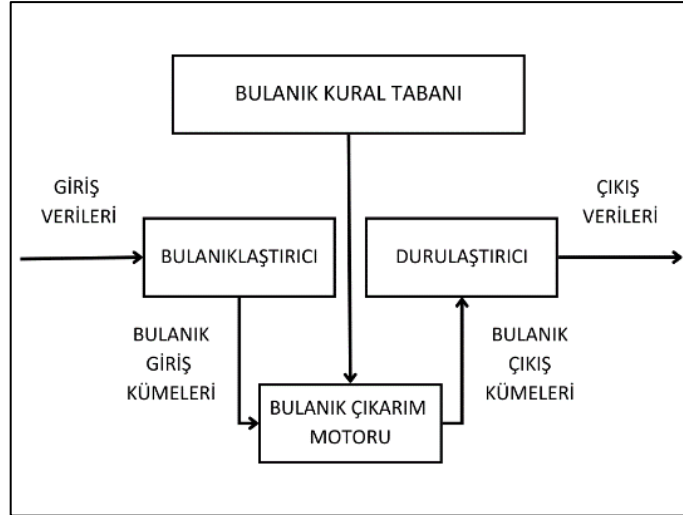 BULANIK KURAL TABANI
GİRİŞ
VERİLERİ
ÇIKIŞ
VERİLERİ
BULANIKLAŞTIRICI
DURULAŞTIRICI
BULANIK
GİRİŞ
KÜMELERİ
BULANIK
ÇIKIŞ
KÜMELERİ
BULANIK ÇIKARIM
MOTORU